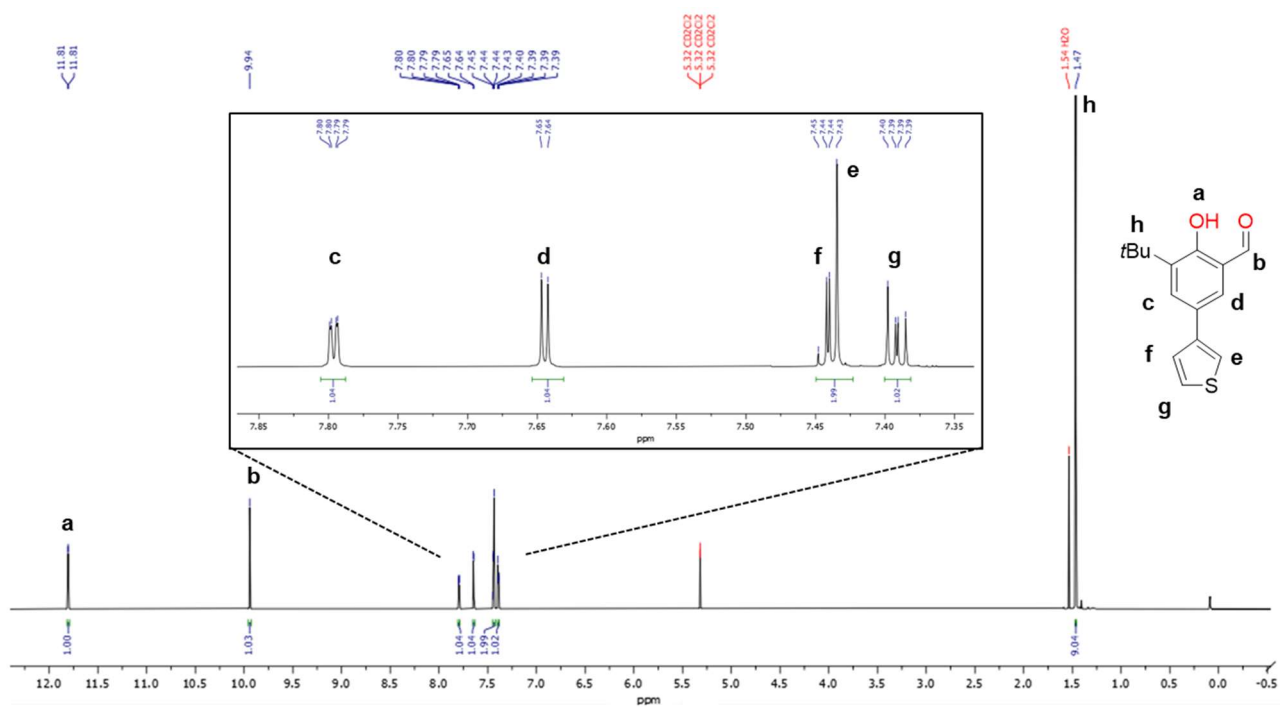 11.81
11.81
9.94
7.80
7.80
7.79
7.79
7.65
7.64
7.45
7.44
7.44
7.43
7.40
7.39
7.39
7.39
5.32 CD2Cl2
5.32 CD2Cl2
5.32 CD2Cl2
1.54 H2O
1.47
h
7.80
7.80
7.79
7.79
7.65
7.64
7.45
7.44
7.44
7.43
7.40
7.39
7.39
7.39
c
d
f
e
g
1.04
1.04
1.99
1.02
7.85 7.80 7.75 7.70 7.65 7.60 7.55 7.50 7.45 7.40 7.35
ppm
a
OH O
h
tBu
b
c
d
f
e
S
g
a
b
1.00
1.03
1.04
1.04
1.99
1.02
9.04
12.0 11.5 11.0 10.5 10.0 9.5 9.0 8.5 8.0 7.5 7.0 6.5 6.0 5.5 5.0 4.5 4.0 3.5 3.0 2.5 2.0 1.5 1.0 0.5 0.0 -0.5
ppm